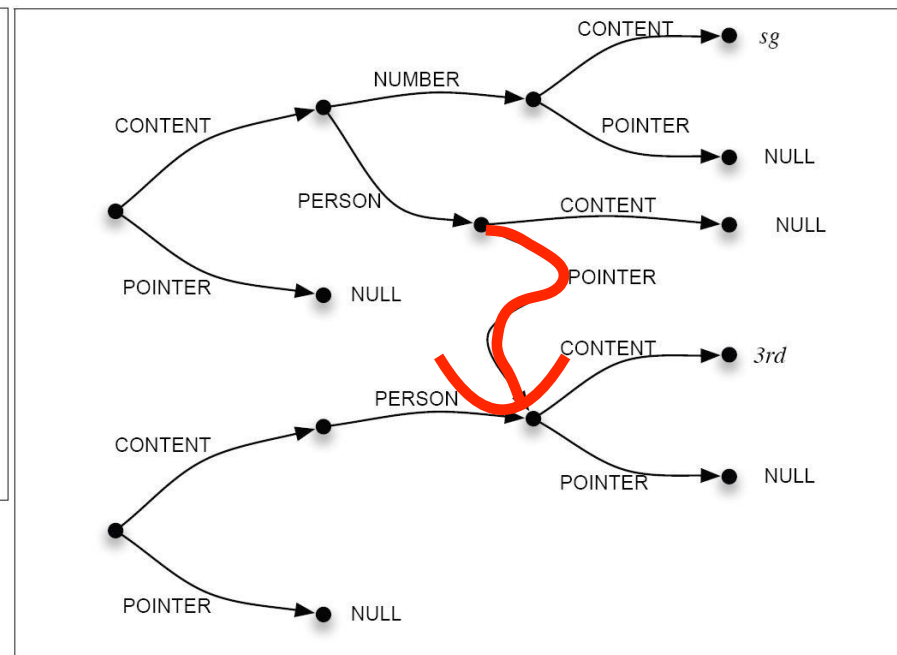 CONTENT sg
NUMBER
CONTENT
POINTER
NULL
PERSON
CONTENT
NULL
POINTER
POINTER NULL
CONTENT 3rd
PERSON
CONTENT
POINTER NULL
POINTER NULL